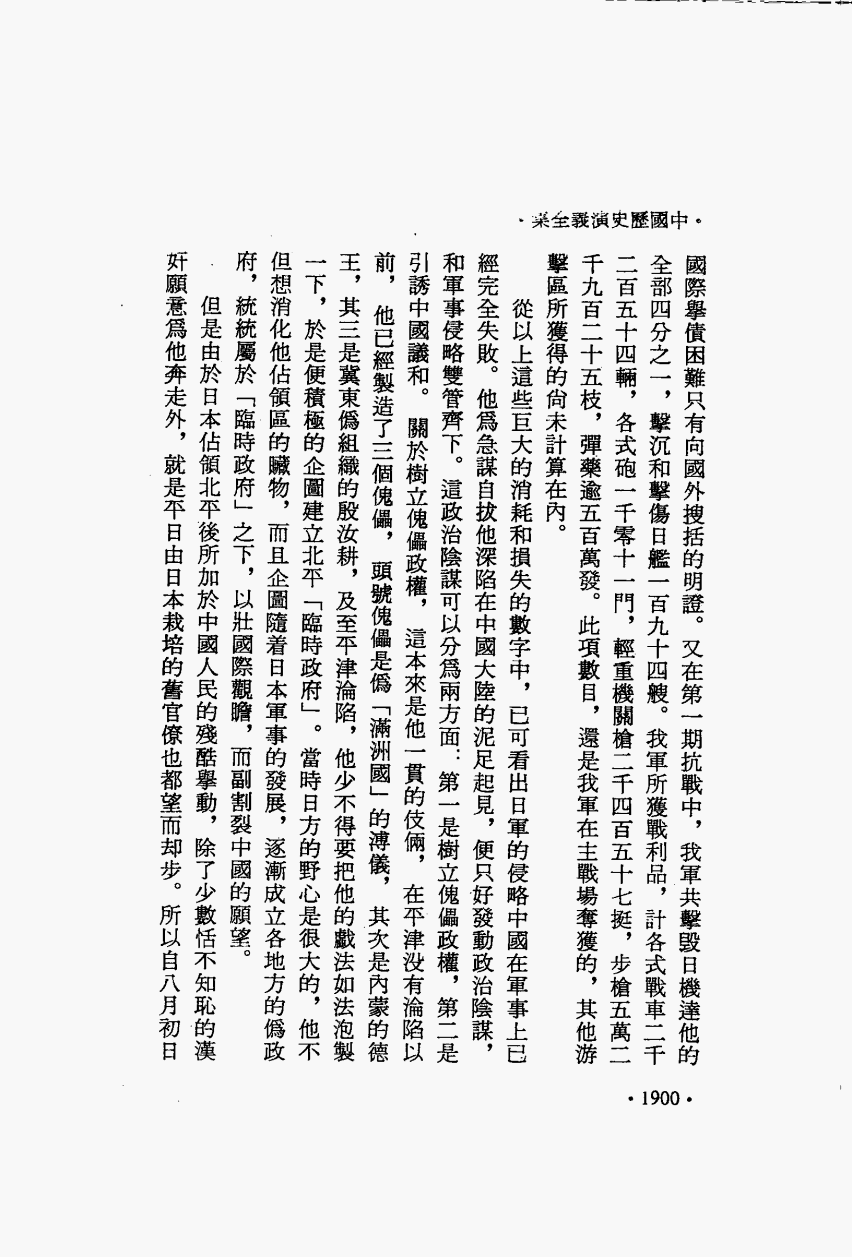 ·中國歷史演義全集·
國際舉債困難只有向國外搜括的明證。又在第一期抗戰中，我軍共擊毀日機達他的
全部四分之一，擊沉和擊傷日艦一百九十四艘。我軍所獲戰利品，計各式戰車二千
二百五十四輛，各式砲一千零十一門，輕重機關槍二千四百五十七挺，步槍五萬二
千九百二十五枝，彈藥逾五百萬發。此項數目，還是我軍在主戰場奪獲的，其他游
擊區所獲得的尙未計算在內。
從以上這些巨大的消耗和損失的數字中，已可看出日軍的侵略中國在軍事上已
經完全失敗。他爲急謀自拔他深陷在中國大陸的泥足起見，便只好發動政治陰謀，
和軍事侵略雙管齊下。這政治陰謀可以分爲兩方面：第一是樹立傀儡政權，第二是
引誘中國議和。關於樹立傀儡政權，這本來是他一貫的伎倆，在平津没有淪陷以
前，他已經製造了三個傀儡，頭號傀儡是僞「滿洲國」的溥儀，其次是內蒙的德
王，其三是冀東僞組織的殷汝耕，及至平津淪陷，他少不得要把他的戲法如法泡製
一下，於是便積極的企圖建立北平「臨時政府」。當時日方的野心是很大的，他不
但想消化他佔領區的贓物，而且企圖隨着日本軍事的發展，逐漸成立各地方的僞政
府，統統屬於「臨時政府」之下，以壯國際觀瞻，而副割裂中國的願望。
但是由於日本佔領北平後所加於中國人民的殘酷舉動，除了少數恬不知恥的漢
奸願意爲他奔走外，就是平日由日本栽培的舊官僚也都望而却步。所以自八月初日
·1900·